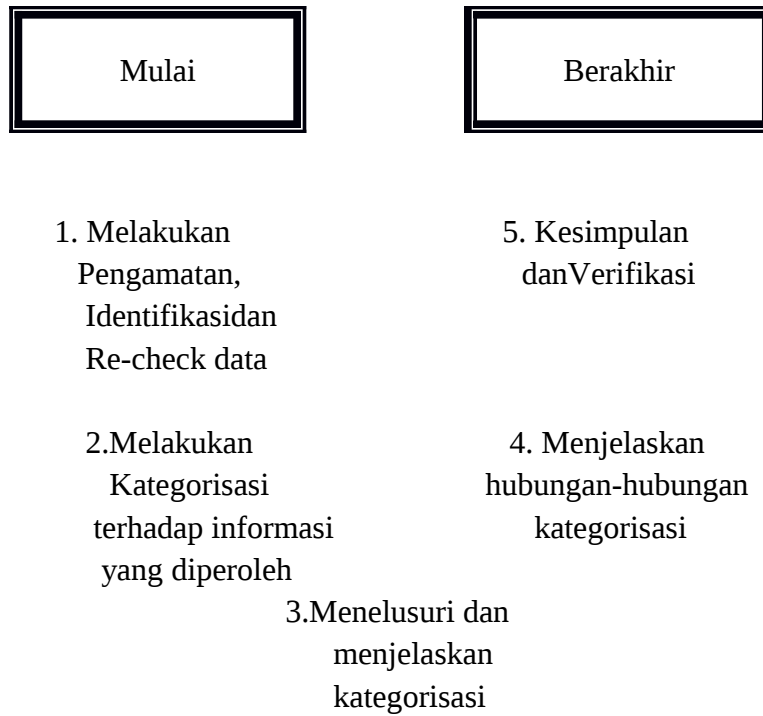 Mulai
Berakhir
1. Melakukan
Pengamatan,
Identifikasidan
Re-check data
5. Kesimpulan
danVerifikasi
2.Melakukan
Kategorisasi
terhadap informasi
yang diperoleh
4. Menjelaskan
hubungan-hubungan
kategorisasi
3.Menelusuri dan
menjelaskan
kategorisasi